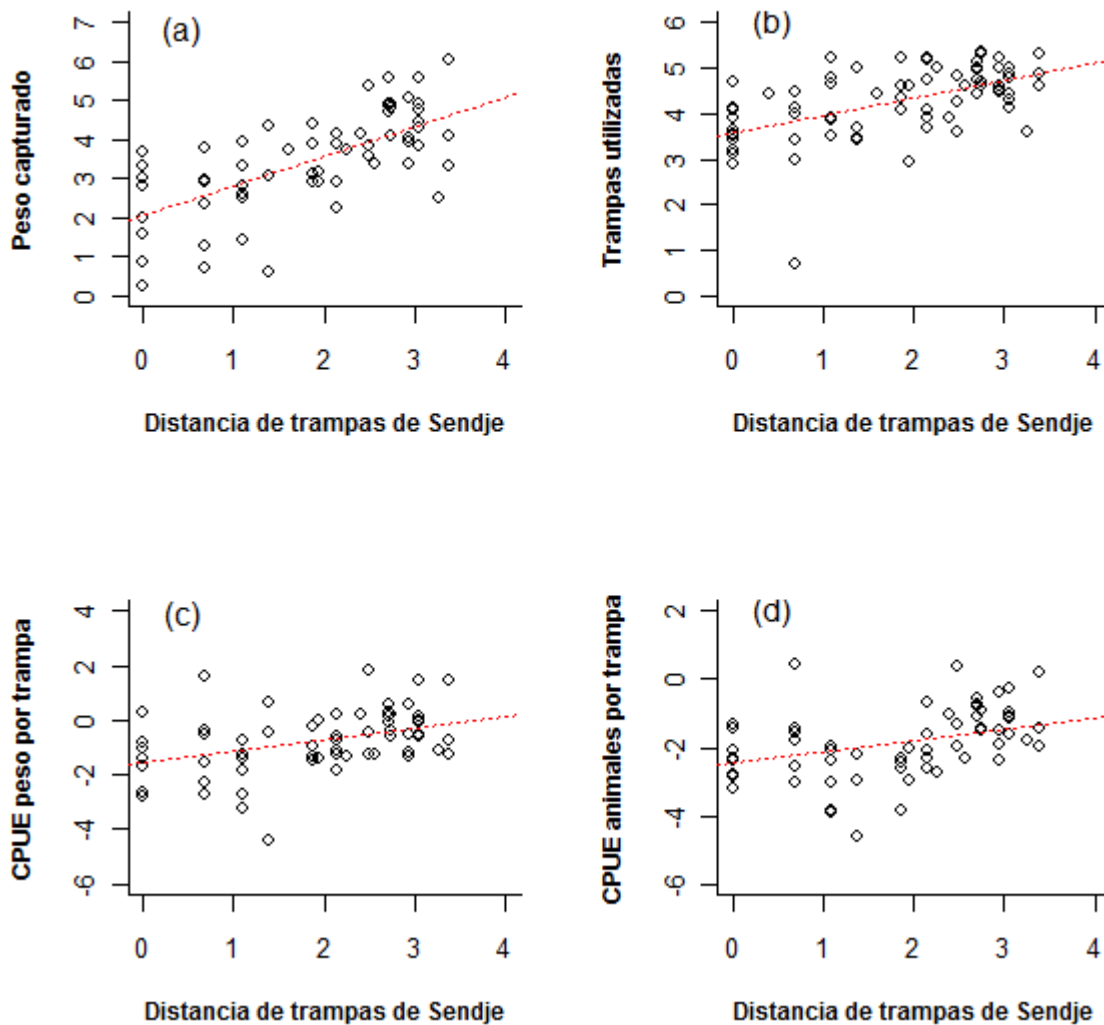 (a)
Peso capturado
7
6
5
4
3
2
1
0
0 1 2 3 4
Distancia de trampas de Sendje
(b)
Trampas utilizadas
6
5
4
3
2
1
0
0 1 2 3 4
Distancia de trampas de Sendje
(c)
CPUE peso por trampa
4
2
0
-2
-4
-6
0 1 2 3 4
Distancia de trampas de Sendje
(d)
CPUE animales por trampa
2
0
-2
-4
-6
0 1 2 3 4
Distancia de trampas de Sendje